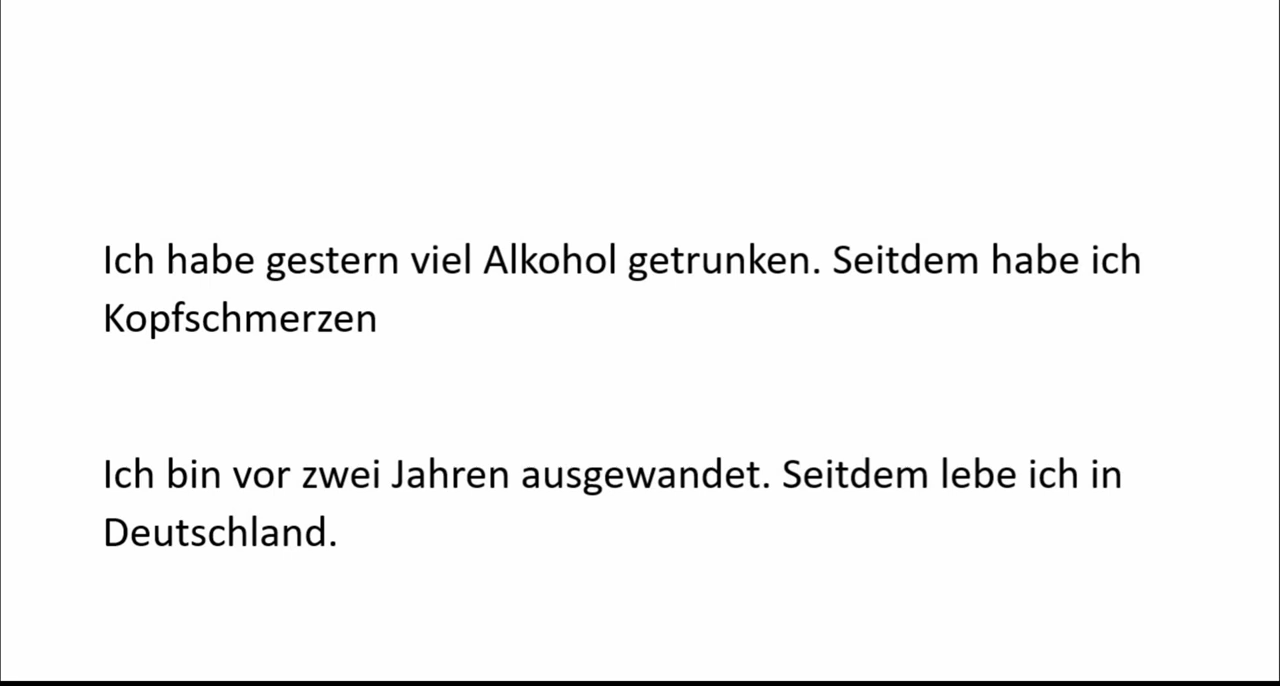 Ich habe gestern viel Alkohol getrunken. Seitdem habe ich
Kopfschmerzen
Ich bin vor zwei Jahren ausgewandet. Seitdem lebe ich in
Deutschland.